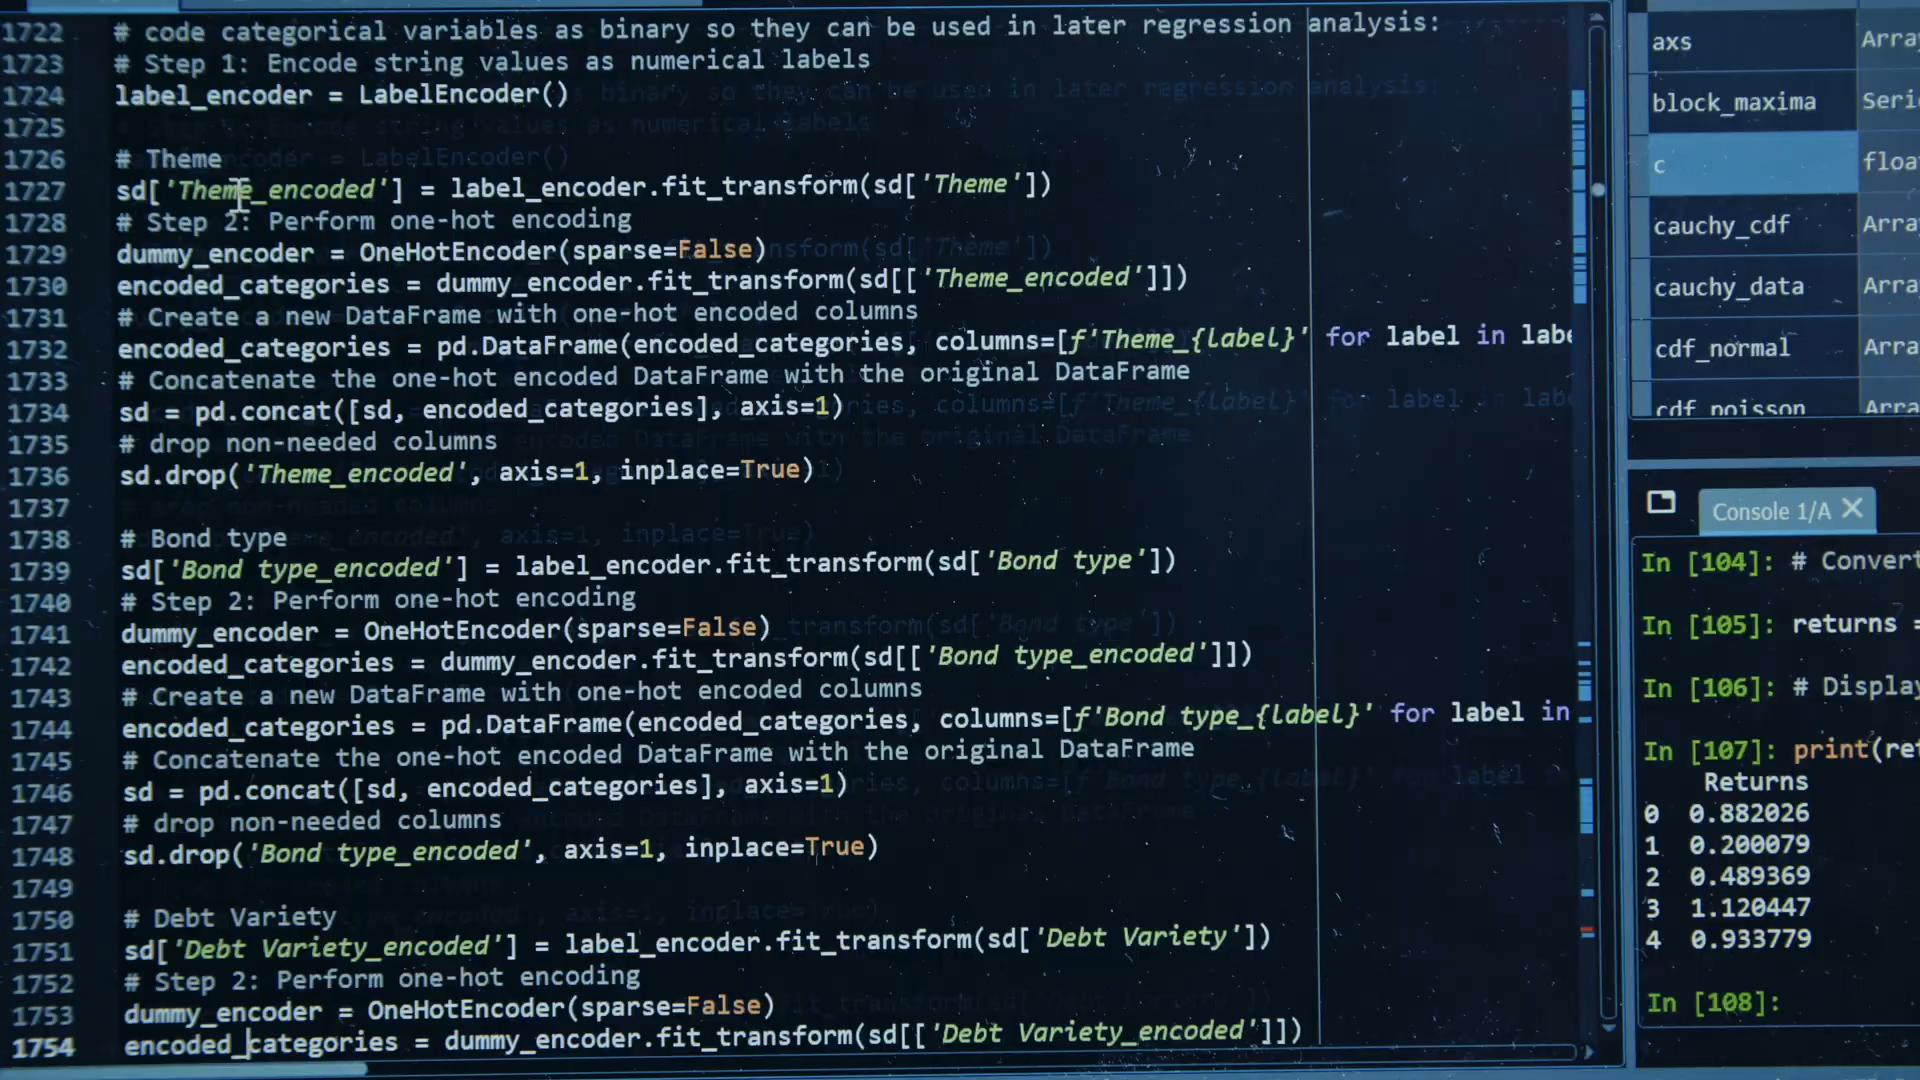 1722 # code categorical variables as binary so they can be used in later regression analysis:
1723 # Step 1: Encode string values as numerical labels
1724 label_encoder = LabelEncoder()
1725
1726 # Theme
1727 sd['Theme_encoded'] = label_encoder.fit_transform(sd['Theme'])
1728 # Step 2: Perform one-hot encoding
1729 dummy_encoder = OneHotEncoder(sparse=False)
1730 encoded_categories = dummy_encoder.fit_transform(sd[['Theme_encoded']])
1731 # Create a new DataFrame with one-hot encoded columns
1732 encoded_categories = pd.DataFrame(encoded_categories, columns=[f'Theme_{label}' for label in labe
1733 # Concatenate the one-hot encoded DataFrame with the original DataFrame
1734 sd = pd.concat([sd, encoded_categories], axis=1)
1735 # drop non-needed columns
1736 sd.drop('Theme_encoded', axis=1, inplace=True)
1737
1738 # Bond type
1739 sd['Bond type_encoded'] = label_encoder.fit_transform(sd['Bond type'])
1740 # Step 2: Perform one-hot encoding
1741 dummy_encoder = OneHotEncoder(sparse=False)
1742 encoded_categories = dummy_encoder.fit_transform(sd[['Bond type_encoded']])
1743 # Create a new DataFrame with one-hot encoded columns
1744 encoded_categories = pd.DataFrame(encoded_categories, columns=[f'Bond type_{label}' for label in
1745 # Concatenate the one-hot encoded DataFrame with the original DataFrame
1746 sd = pd.concat([sd, encoded_categories], axis=1)
1747 # drop non-needed columns
1748 sd.drop('Bond type_encoded', axis=1, inplace=True)
1749
1750 # Debt Variety
1751 sd['Debt Variety_encoded'] = label_encoder.fit_transform(sd['Debt Variety'])
1752 # Step 2: Perform one-hot encoding
1753 dummy_encoder = OneHotEncoder(sparse=False)
1754 encoded_categories = dummy_encoder.fit_transform(sd[['Debt Variety_encoded']])
axs Array
block_maxima Serie
c float
cauchy_cdf Array
cauchy_data Array
cdf_normal Array
cdf_poisson Array
Console 1/A
In [104]: # Convert
In [105]: returns =
In [106]: # Display
In [107]: print(ret
Returns
0 0.882026
1 0.200079
2 0.489369
3 1.120447
4 0.933779
In [108]: